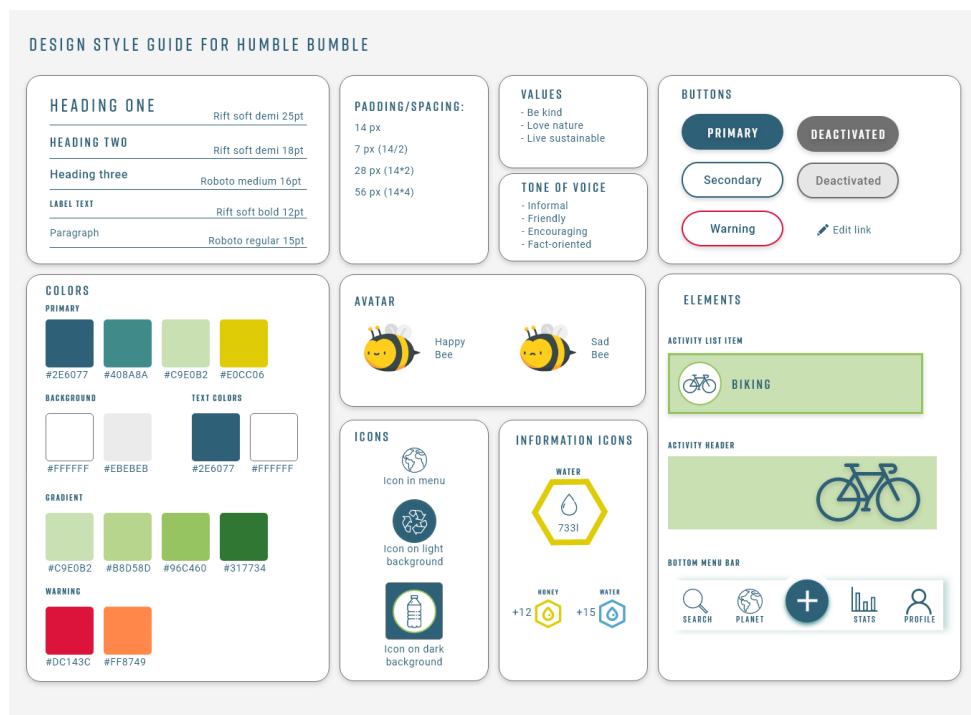 DESIGN STYLE GUIDE FOR HUMBLE BUMBLE
HEADING ONE
Rift soft demi 25pt
HEADING TWO
Rift soft demi 18pt
Heading three
Roboto medium 16pt
LABEL TEXT
Rift soft bold 12pt
Paragraph
Roboto regular 15pt
PADDING/SPACING:
14 px
7 px (14/2)
28 px (14*2)
56 px (14*4)
VALUES
- Be kind
- Love nature
- Live sustainable
TONE OF VOICE
- Informal
- Friendly
- Encouraging
- Fact-oriented
BUTTONS
PRIMARY
DEACTIVATED
Secondary
Deactivated
Warning
Edit link
COLORS
PRIMARY
#2E6077 #408A8A #C9E0B2 #E0CC06
BACKGROUND
#FFFFFF #EBEBEB
TEXT COLORS
#2E6077 #FFFFFF
GRADIENT
#C9E0B2 #B8D58D #96C460 #317734
WARNING
#DC143C #FF8749
AVATAR
Happy
Bee
Sad
Bee
ICONS
Icon in menu
Icon on light
background
Icon on dark
background
INFORMATION ICONS
WATER
733l
HONEY
+12
WATER
+15
ELEMENTS
ACTIVITY LIST ITEM
BIKING
ACTIVITY HEADER
BOTTOM MENU BAR
SEARCH PLANET STATS PROFILE